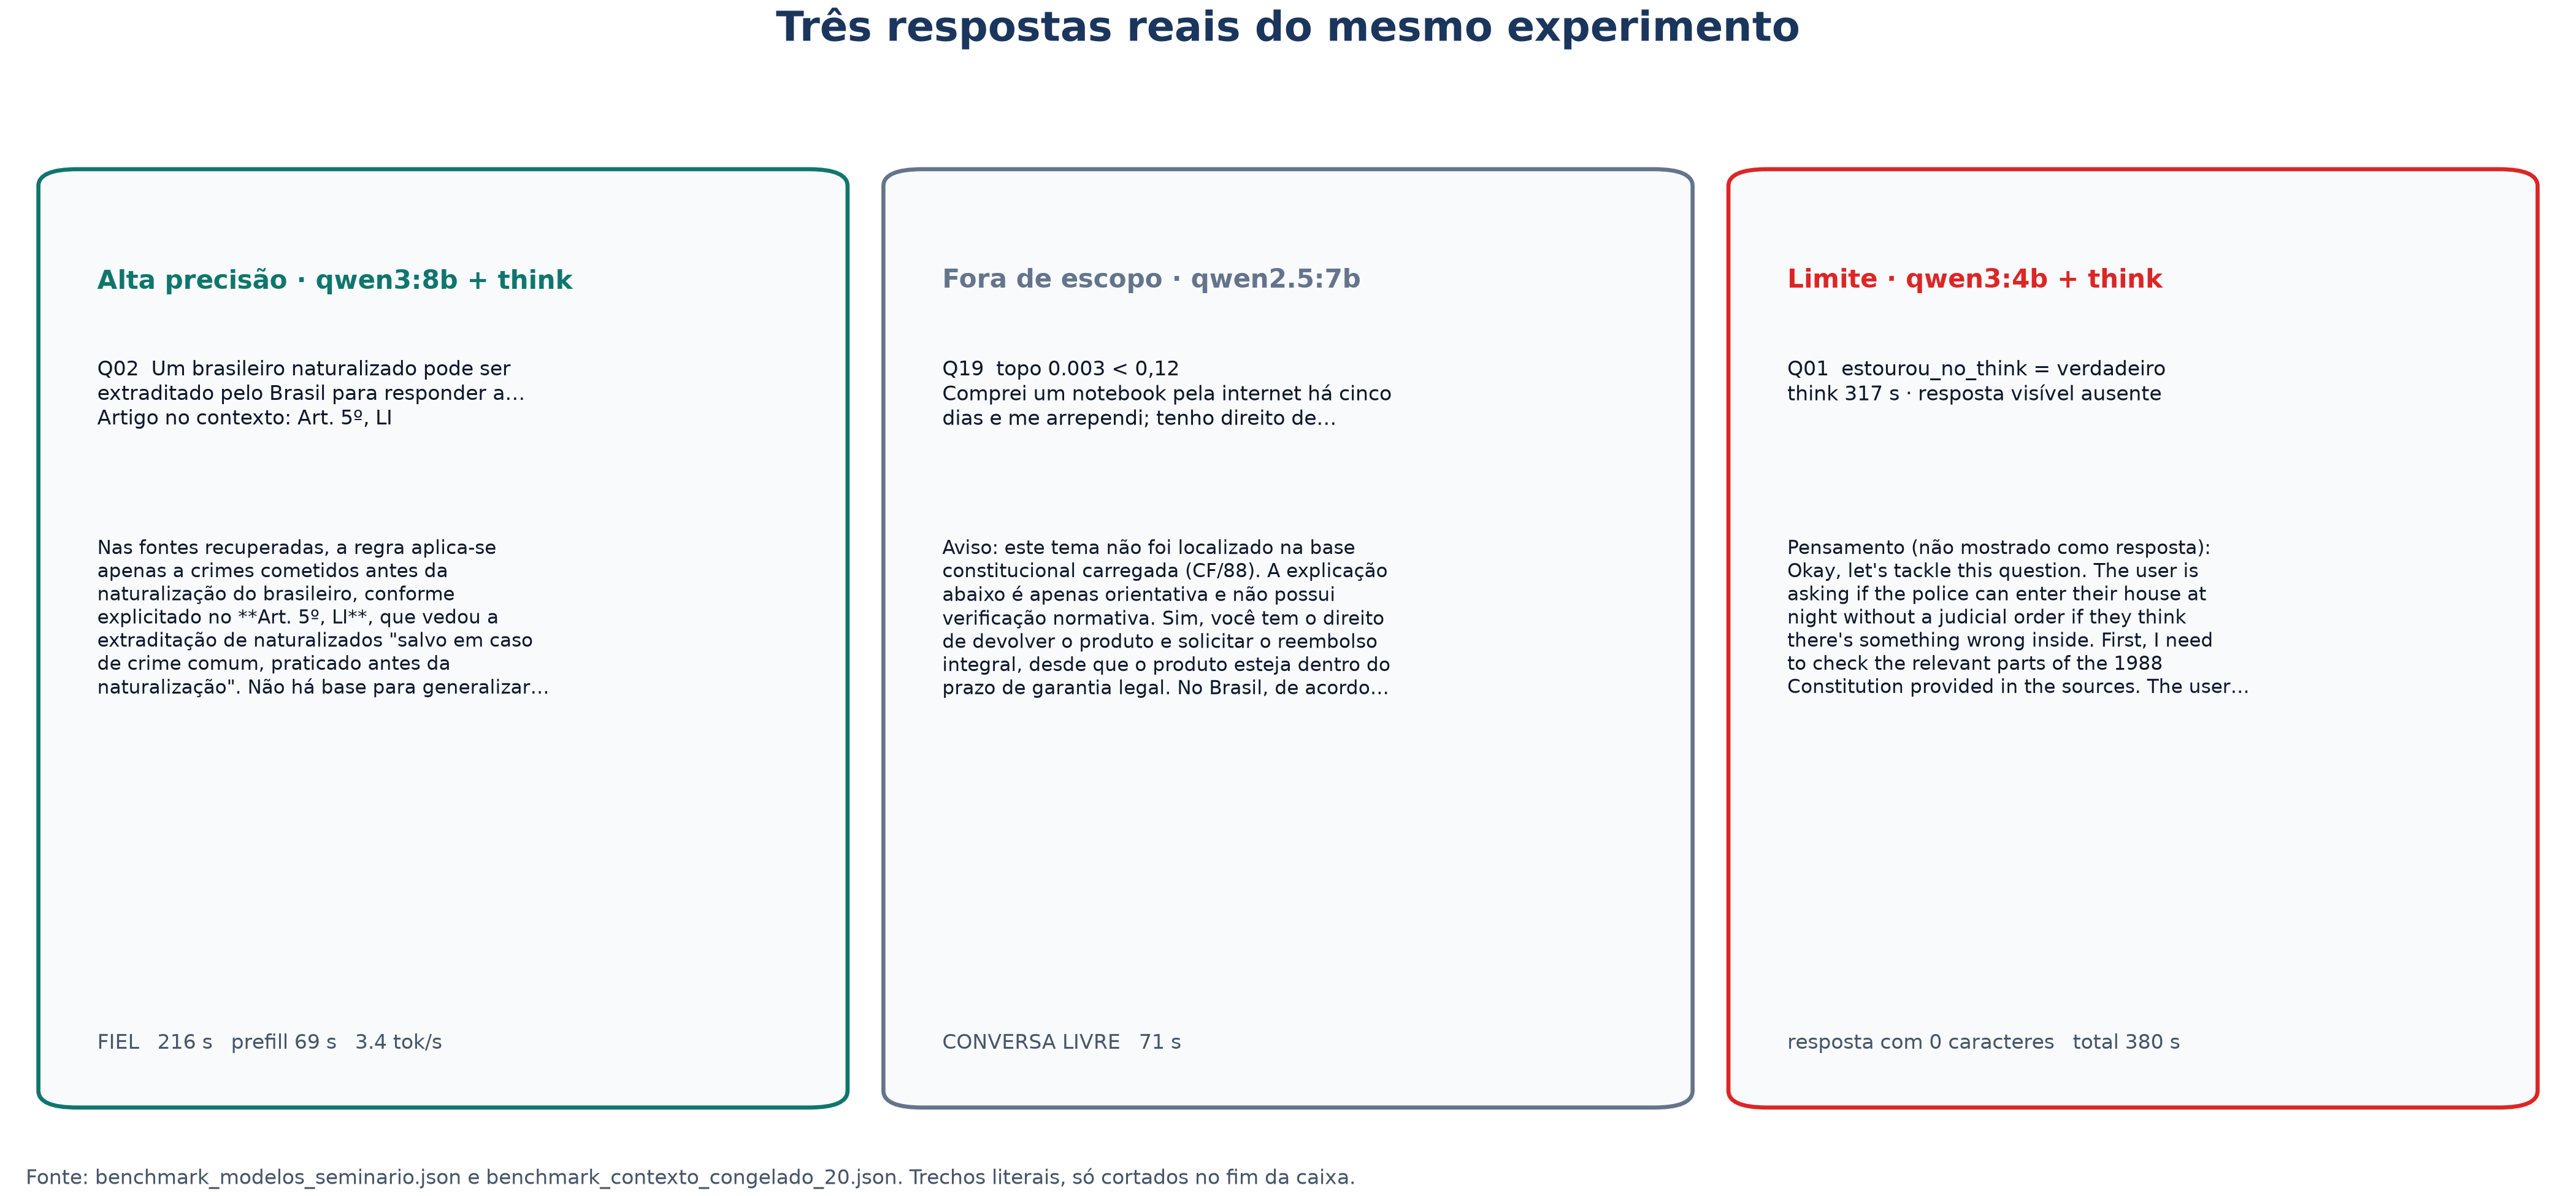 Três respostas reais do mesmo experimento
Alta precisão · qwen3:8b + think
Q02  Um brasileiro naturalizado pode ser
extraditado pelo Brasil para responder a…
Artigo no contexto: Art. 5º, LI
Nas fontes recuperadas, a regra aplica-se
apenas a crimes cometidos antes da
naturalização do brasileiro, conforme
explicitado no **Art. 5º, LI**, que vedou a
extraditação de naturalizados "salvo em caso
de crime comum, praticado antes da
naturalização". Não há base para generalizar…
FIEL   216 s   prefill 69 s   3.4 tok/s
Fora de escopo · qwen2.5:7b
Q19  topo 0.003 < 0,12
Comprei um notebook pela internet há cinco
dias e me arrependi; tenho direito de…
Aviso: este tema não foi localizado na base
constitucional carregada (CF/88). A explicação
abaixo é apenas orientativa e não possui
verificação normativa. Sim, você tem o direito
de devolver o produto e solicitar o reembolso
integral, desde que o produto esteja dentro do
prazo de garantia legal. No Brasil, de acordo…
CONVERSA LIVRE   71 s
Limite · qwen3:4b + think
Q01  estourou_no_think = verdadeiro
think 317 s · resposta visível ausente
Pensamento (não mostrado como resposta):
Okay, let's tackle this question. The user is
asking if the police can enter their house at
night without a judicial order if they think
there's something wrong inside. First, I need
to check the relevant parts of the 1988
Constitution provided in the sources. The user…
resposta com 0 caracteres   total 380 s
Fonte: benchmark_modelos_seminario.json e benchmark_contexto_congelado_20.json. Trechos literais, só cortados no fim da caixa.